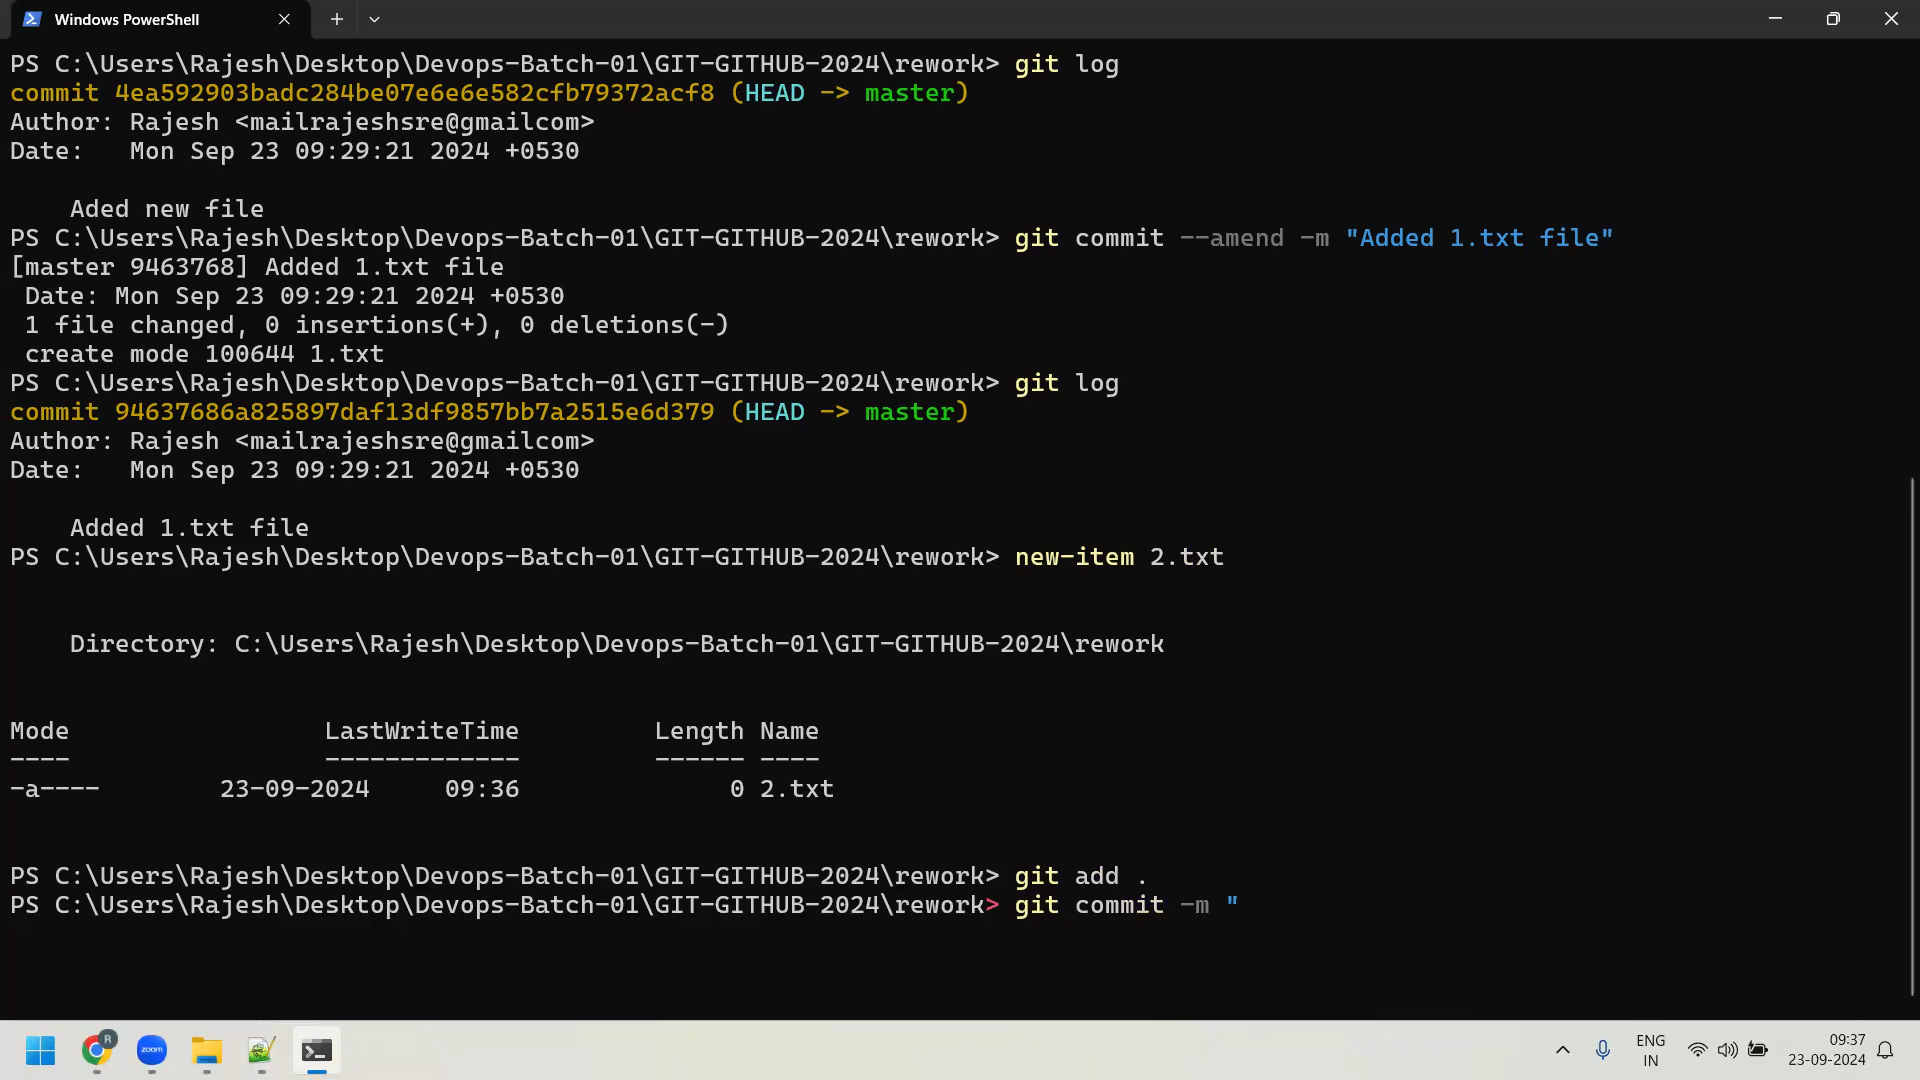 Windows PowerShell
PS C:\Users\Rajesh\Desktop\Devops-Batch-01\GIT-GITHUB-2024\rework> git log
commit 4ea592903badc284be07e6e6e582cfb79372acf8 (HEAD -> master)
Author: Rajesh <mailrajeshsre@gmailcom>
Date:   Mon Sep 23 09:29:21 2024 +0530
    Aded new file
PS C:\Users\Rajesh\Desktop\Devops-Batch-01\GIT-GITHUB-2024\rework> git commit --amend -m "Added 1.txt file"
[master 9463768] Added 1.txt file
 Date: Mon Sep 23 09:29:21 2024 +0530
 1 file changed, 0 insertions(+), 0 deletions(-)
 create mode 100644 1.txt
PS C:\Users\Rajesh\Desktop\Devops-Batch-01\GIT-GITHUB-2024\rework> git log
commit 94637686a825897daf13df9857bb7a2515e6d379 (HEAD -> master)
Author: Rajesh <mailrajeshsre@gmailcom>
Date:   Mon Sep 23 09:29:21 2024 +0530
    Added 1.txt file
PS C:\Users\Rajesh\Desktop\Devops-Batch-01\GIT-GITHUB-2024\rework> new-item 2.txt
    Directory: C:\Users\Rajesh\Desktop\Devops-Batch-01\GIT-GITHUB-2024\rework
Mode                 LastWriteTime         Length Name
----                 -------------         ------ ----
-a----        23-09-2024     09:36              0 2.txt
PS C:\Users\Rajesh\Desktop\Devops-Batch-01\GIT-GITHUB-2024\rework> git add .
PS C:\Users\Rajesh\Desktop\Devops-Batch-01\GIT-GITHUB-2024\rework> git commit -m "
R
zoom
ENG
IN
09:37
23-09-2024